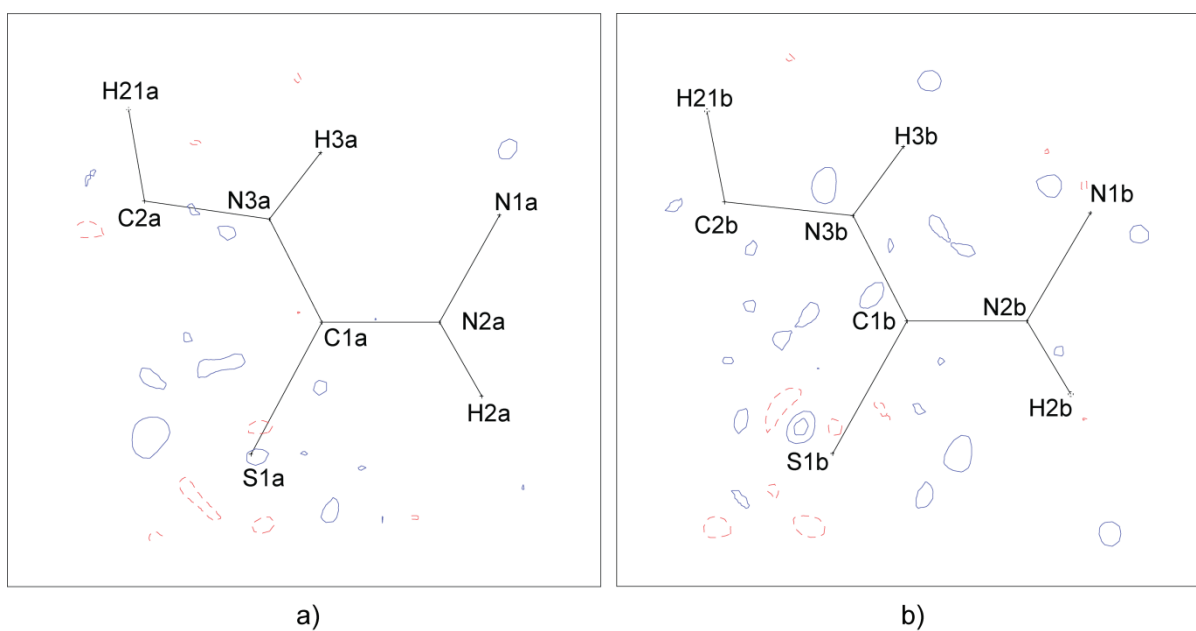 H21a
H3a
C2a
N3a
N1a
C1a
N2a
H2a
S1a
a)
H21b
H3b
C2b
N3b
N1b
C1b
N2b
H2b
S1b
b)